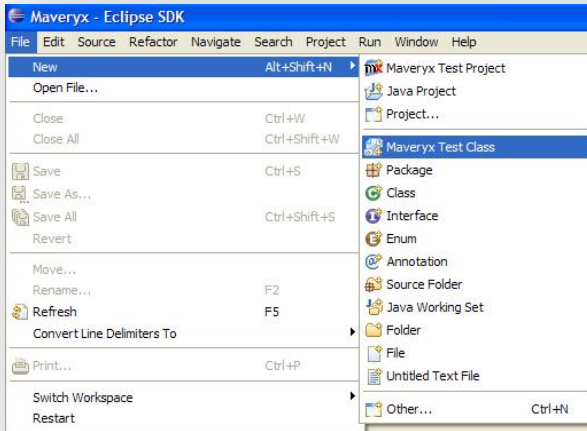 Maveryx - Eclipse SDK
File Edit Source Refactor Navigate Search Project Run Window Help
New Alt+Shift+N
Open File...
Close Ctrl+W
Close All Ctrl+Shift+W
Save Ctrl+S
Save As...
Save All Ctrl+Shift+S
Revert
Move...
Rename... F2
Refresh F5
Convert Line Delimiters To
Print... Ctrl+P
Switch Workspace
Restart
Maveryx Test Project
Java Project
Project...
Maveryx Test Class
Package
Class
Interface
Enum
Annotation
Source Folder
Java Working Set
Folder
File
Untitled Text File
Other... Ctrl+N